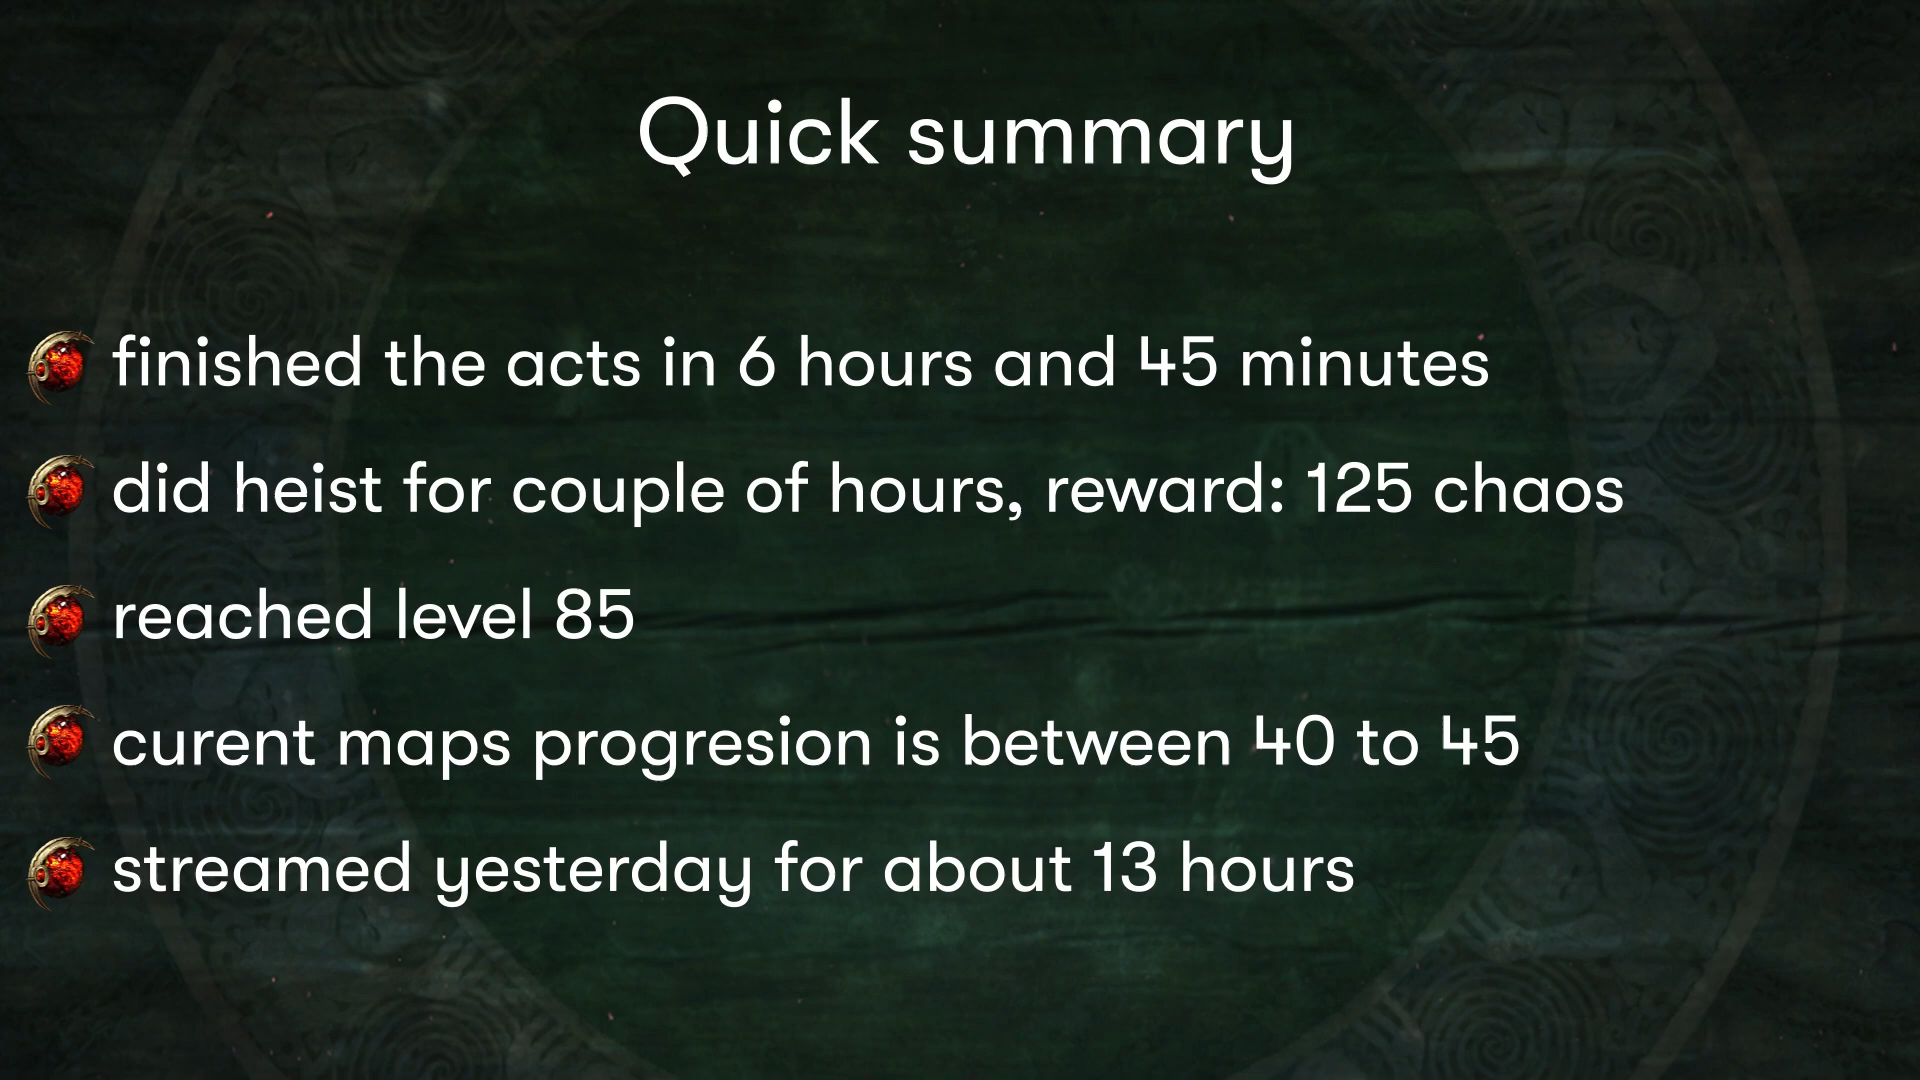 Quick summary
finished the acts in 6 hours and 45 minutes
did heist for couple of hours, reward: 125 chaos
reached level 85
curent maps progresion is between 40 to 45
streamed yesterday for about 13 hours